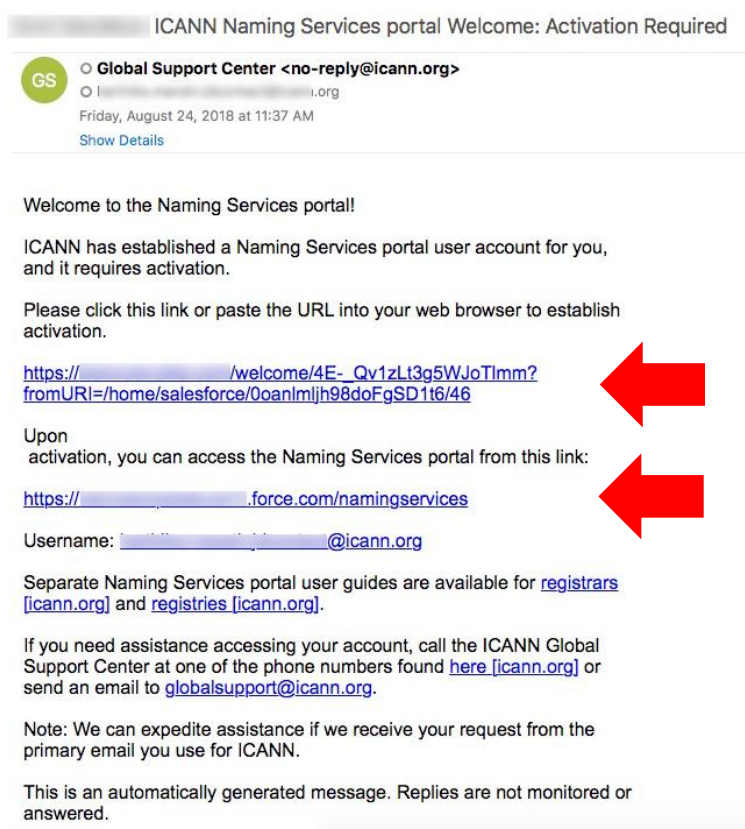 ICANN Naming Services portal Welcome: Activation Required
GS
Global Support Center <no-reply@icann.org>
.org
Friday, August 24, 2018 at 11:37 AM
Show Details
Welcome to the Naming Services portal!
ICANN has established a Naming Services portal user account for you,
and it requires activation.
Please click this link or paste the URL into your web browser to establish
activation.
https:// /welcome/4E-_Qv1zLt3g5WJoTlmm?
fromURI=/home/salesforce/0oanlmljh98doFgSD1t6/46
Upon
activation, you can access the Naming Services portal from this link:
https:// .force.com/namingservices
Username: @icann.org
Separate Naming Services portal user guides are available for registrars
[icann.org] and registries [icann.org].
If you need assistance accessing your account, call the ICANN Global
Support Center at one of the phone numbers found here [icann.org] or
send an email to globalsupport@icann.org.
Note: We can expedite assistance if we receive your request from the
primary email you use for ICANN.
This is an automatically generated message. Replies are not monitored or
answered.